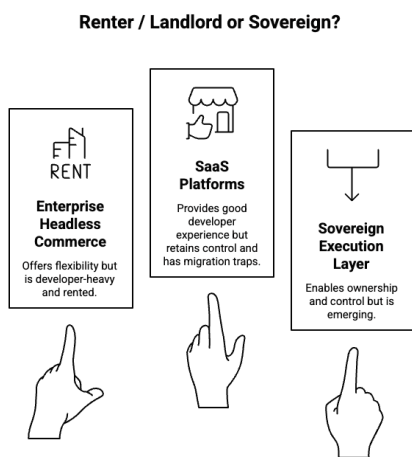 Renter / Landlord or Sovereign?
RENT
Enterprise
Headless
Commerce
Offers flexibility but
is developer-heavy
and rented.
SaaS
Platforms
Provides good
developer
experience but
retains control and
has migration traps.
Sovereign
Execution
Layer
Enables ownership
and control but is
emerging.